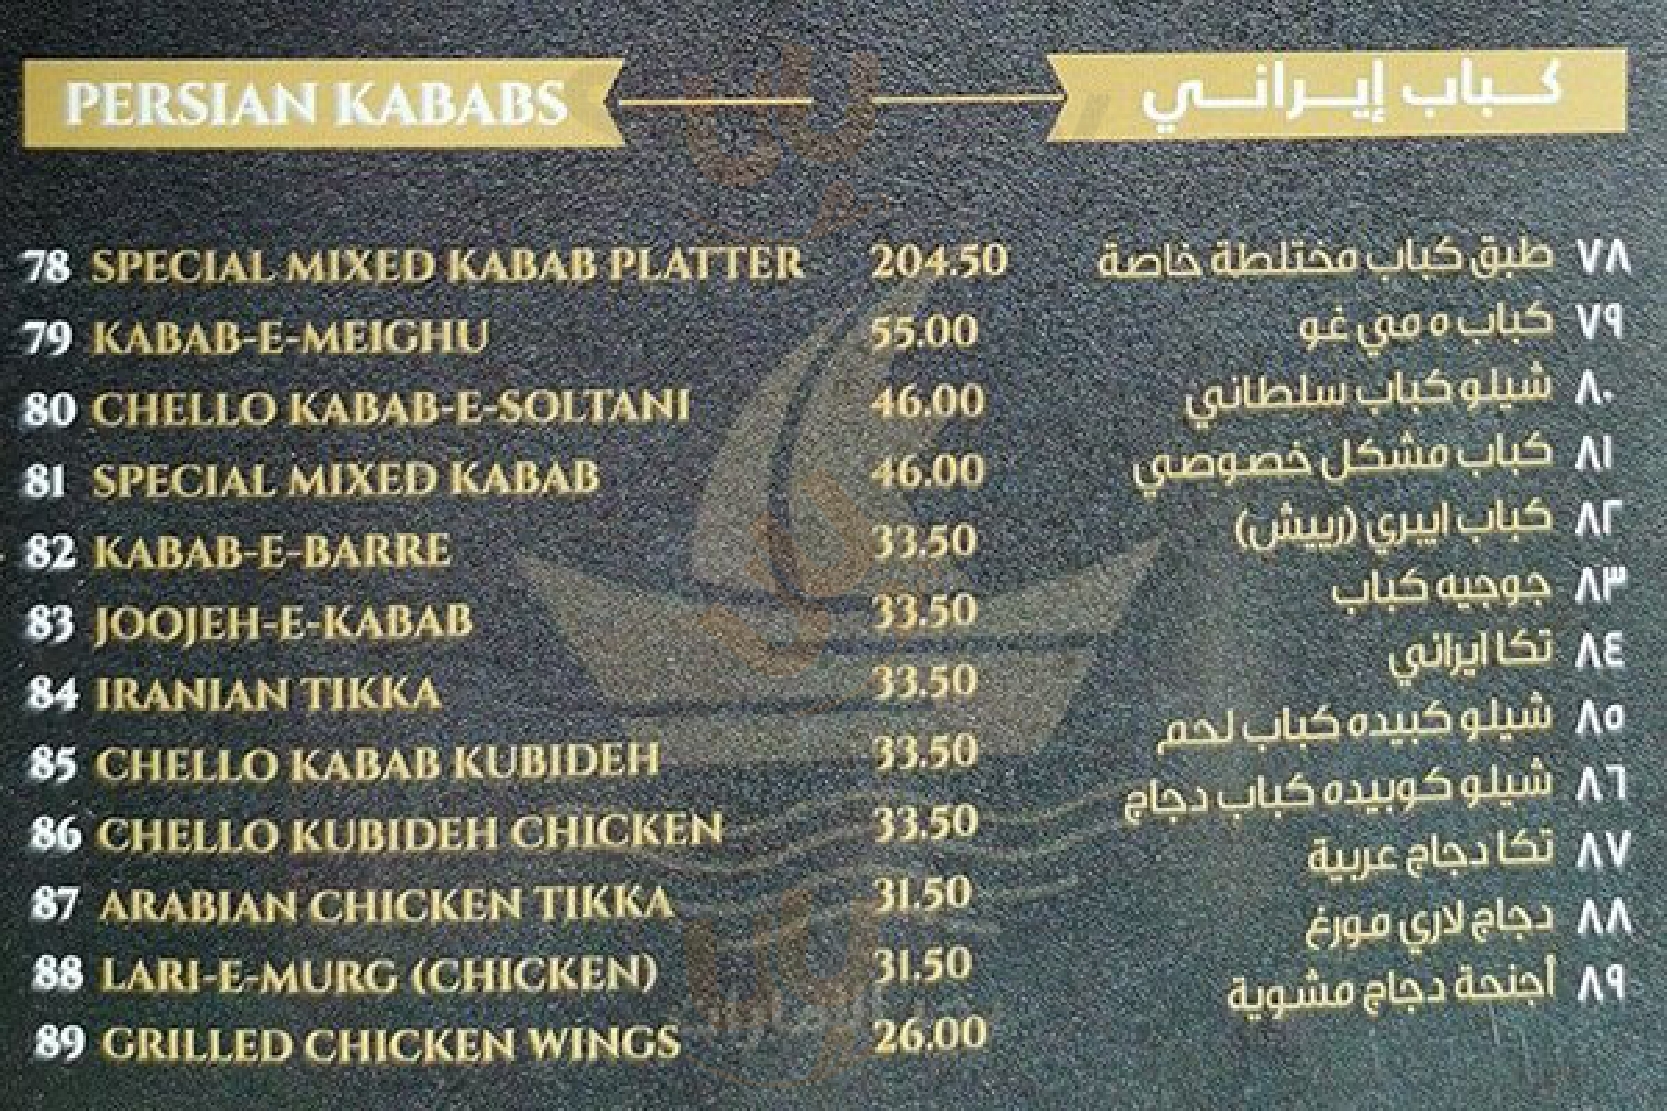 PERSIAN KABABS كباب إيراني
78 SPECIAL MIXED KABAB PLATTER 204.50 طبق كباب مختلطة خاصة ٧٨
79 KABAB-E-MEIGHU 55.00 كباب ه مي غو ٧٩
80 CHELLO KABAB-E-SOLTANI 46.00 شيلو كباب سلطاني ٨٠
81 SPECIAL MIXED KABAB 46.00 كباب مشكل خصوصي ٨١
82 KABAB-E-BARRE 33.50 كباب ايبري (ربيش) ٨٢
83 JOOJEH-E-KABAB 33.50 جوجيه كباب ٨٣
84 IRANIAN TIKKA 33.50 تكا ايراني ٨٤
85 CHELLO KABAB KUBIDEH 33.50 شيلو كبيده كباب لحم ٨٥
86 CHELLO KUBIDEH CHICKEN 33.50 شيلو كوبيده كباب دجاج ٨٦
87 ARABIAN CHICKEN TIKKA 31.50 تكا دجاج عربية ٨٧
88 LARI-E-MURG (CHICKEN) 31.50 دجاج لاري مورغ ٨٨
89 GRILLED CHICKEN WINGS 26.00 أجنحة دجاج مشوية ٨٩